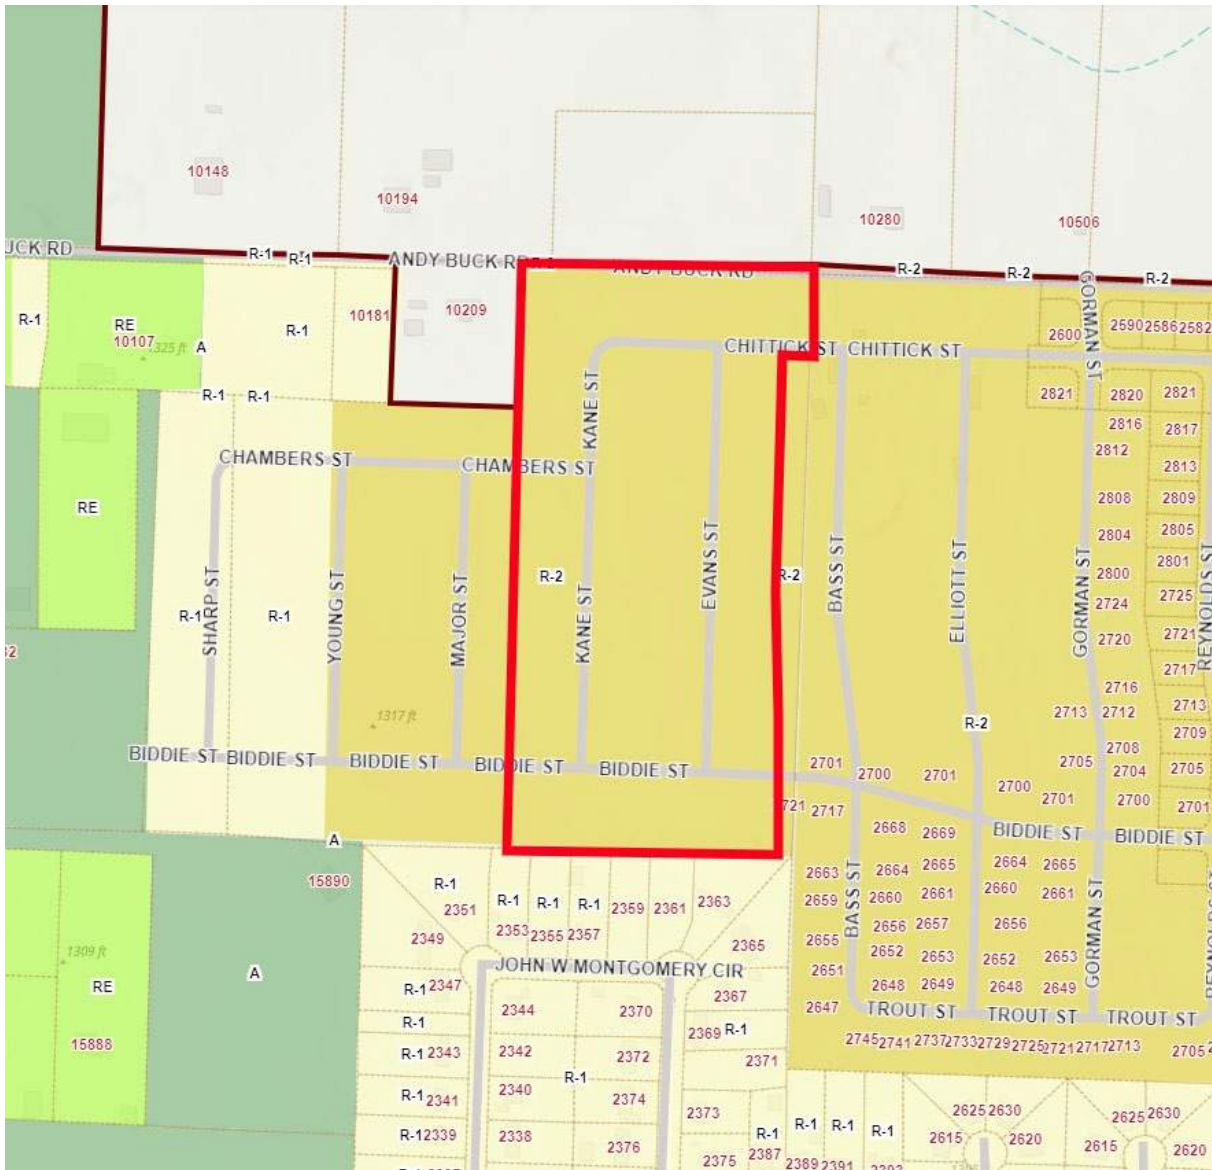 10148
10194
10280
10506
UCK RD
R-1
R-1
ANDY BUCK RD
ANDY BUCK RD
R-2
R-2
R-2
GORMAN ST
R-1
RE
10107
1325 ft
A
R-1
10181
10209
2600
2590
2586
2582
CHITTICK ST
CHITTICK ST
R-1
R-1
KANE ST
2821
2820
2821
2816
2817
2812
CHAMBERS ST
CHAMBERS ST
2813
RE
2808
2809
2804
2805
SHARP ST
YOUNG ST
MAJOR ST
R-2
KANE ST
EVANS ST
R-2
BASS ST
ELLIOTT ST
GORMAN ST
2800
2801
REYNOLDS ST
2724
2725
R-1
R-1
2720
2721
2717
2716
1317 ft
2713
2712
2713
R-2
2709
2708
BIDDIE ST
BIDDIE ST
BIDDIE ST
BIDDIE ST
BIDDIE ST
2701
2700
2701
2705
2704
2705
2700
2701
2700
2701
2717
2668
2669
BIDDIE ST
BIDDIE ST
A
15890
R-1
2351
R-1
R-1
R-1
2359
2361
2363
2663
2664
2665
2664
2665
2659
2660
2661
2660
2661
BASS ST
GORMAN ST
2349
2353
2355
2357
2365
2655
2656
2657
2656
1309 ft
2652
2653
2652
2653
JOHN W MONTGOMERY CIR
2651
A
RE
R-1
2347
2367
2648
2649
2648
2649
2344
2370
2647
TROUT ST
TROUT ST
TROUT ST
R-1
2369
R-1
15888
2745
2741
2737
2733
2729
2725
2721
2717
2713
2705
R-1
2343
2342
2372
2371
R-1
R-1
2341
2340
2374
2373
2625
2630
2625
2630
R-1
2339
2338
2376
R-1
R-1
R-1
R-1
2615
2620
2615
2620
2375
2387
2389
2391